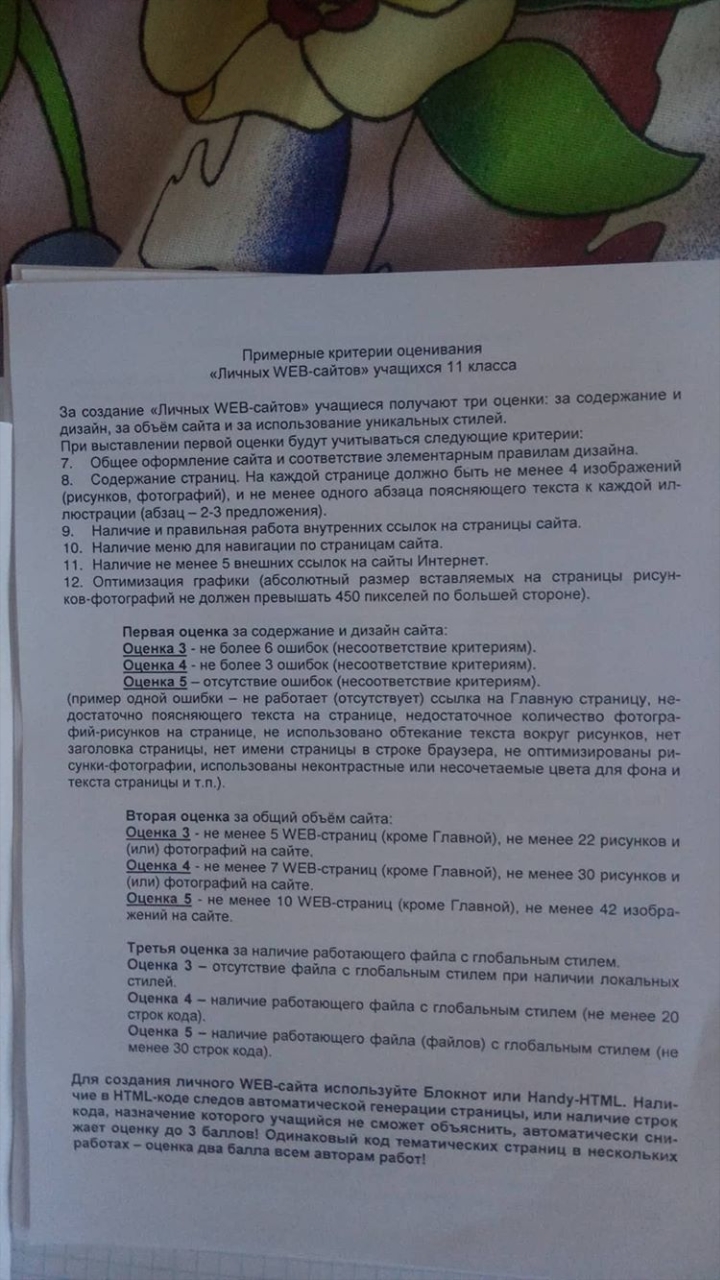 Примерные критерии оценивания
«Личных WEB-сайтов» учащихся 11 класса
За создание «Личных WEB-сайтов» учащиеся получают три оценки: за содержание и
дизайн, за объём сайта и за использование уникальных стилей.
При выставлении первой оценки будут учитываться следующие критерии:
7. Общее оформление сайта и соответствие элементарным правилам дизайна.
8. Содержание страниц. На каждой странице должно быть не менее 4 изображений
(рисунков, фотографий), и не менее одного абзаца поясняющего текста к каждой ил-
люстрации (абзац – 2-3 предложения).
9. Наличие и правильная работа внутренних ссылок на страницы сайта.
10. Наличие меню для навигации по страницам сайта.
11. Наличие не менее 5 внешних ссылок на сайты Интернет.
12. Оптимизация графики (абсолютный размер вставляемых на страницы рисун-
ков-фотографий не должен превышать 450 пикселей по большей стороне).
Первая оценка за содержание и дизайн сайта:
Оценка 3 - не более 6 ошибок (несоответствие критериям).
Оценка 4 - не более 3 ошибок (несоответствие критериям).
Оценка 5 – отсутствие ошибок (несоответствие критериям).
(пример одной ошибки – не работает (отсутствует) ссылка на Главную страницу, не-
достаточно поясняющего текста на странице, недостаточное количество фотогра-
фий-рисунков на странице, не использовано обтекание текста вокруг рисунков, нет
заголовка страницы, нет имени страницы в строке браузера, не оптимизированы ри-
сунки-фотографии, использованы неконтрастные или несочетаемые цвета для фона и
текста страницы и т.п.).
Вторая оценка за общий объём сайта:
Оценка 3 - не менее 5 WEB-страниц (кроме Главной), не менее 22 рисунков и
(или) фотографий на сайте.
Оценка 4 - не менее 7 WEB-страниц (кроме Главной), не менее 30 рисунков и
(или) фотографий на сайте.
Оценка 5 - не менее 10 WEB-страниц (кроме Главной), не менее 42 изобра-
жений на сайте.
Третья оценка за наличие работающего файла с глобальным стилем.
Оценка 3 – отсутствие файла с глобальным стилем при наличии локальных
стилей.
Оценка 4 – наличие работающего файла с глобальным стилем (не менее 20
строк кода).
Оценка 5 – наличие работающего файла (файлов) с глобальным стилем (не
менее 30 строк кода).
Для создания личного WEB-сайта используйте Блокнот или Handy-HTML. Нали-
чие в HTML-коде следов автоматической генерации страницы, или наличие строк
кода, назначение которого учащийся не сможет объяснить, автоматически сни-
жает оценку до 3 баллов! Одинаковый код тематических страниц в нескольких
работах – оценка два балла всем авторам работ!